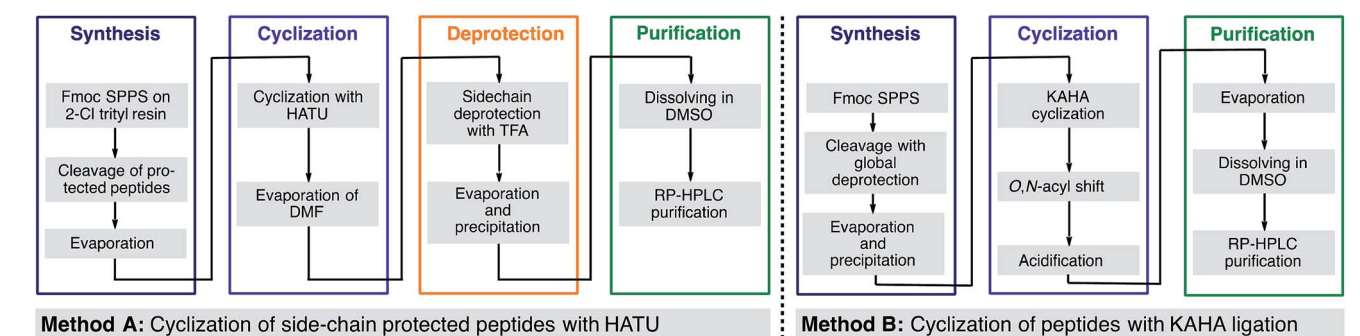 Synthesis
Fmoc SPPS on
2-Cl trityl resin
Cleavage of pro-
tected peptides
Evaporation
Cyclization
Cyclization with
HATU
Evaporation of
DMF
Deprotection
Sidechain
deprotection
with TFA
Evaporation
and
precipitation
Purification
Dissolving in
DMSO
RP-HPLC
purification
Method A: Cyclization of side-chain protected peptides with HATU
Synthesis
Fmoc SPPS
Cleavage with
global
deprotection
Evaporation
and
precipitation
Cyclization
KAHA
cyclization
O,N-acyl shift
Acidification
Purification
Evaporation
Dissolving in
DMSO
RP-HPLC
purification
Method B: Cyclization of peptides with KAHA ligation